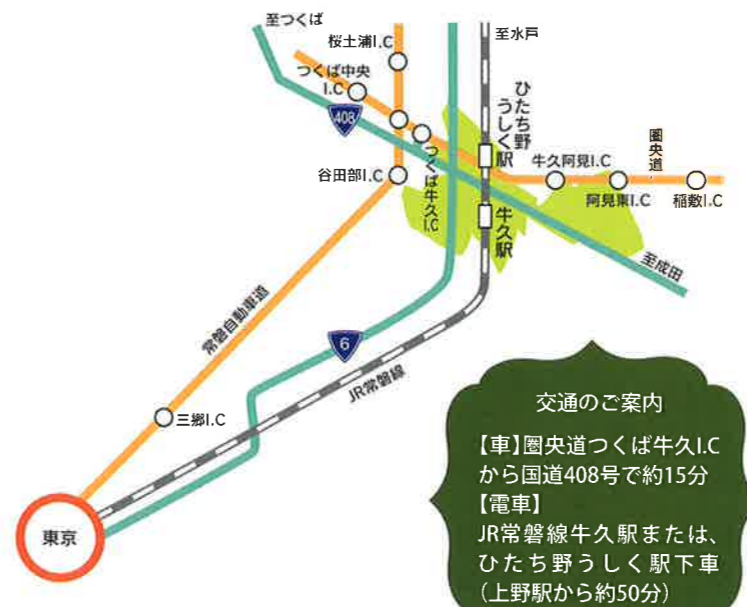 至つくば
桜土浦I.C
至水戸
つくば中央
I.C
408
ひたち野
うしく駅
圏央道
谷田部I.C
つくば牛久I.C
牛久阿見I.C
阿見東I.C
稲敷I.C
牛久駅
至成田
常磐自動車道
6
JR常磐線
三郷I.C
東京
交通のご案内
【車】圏央道つくば牛久I.C
から国道408号で約15分
【電車】
JR常磐線牛久駅または、
ひたち野うしく駅下車
(上野駅から約50分)